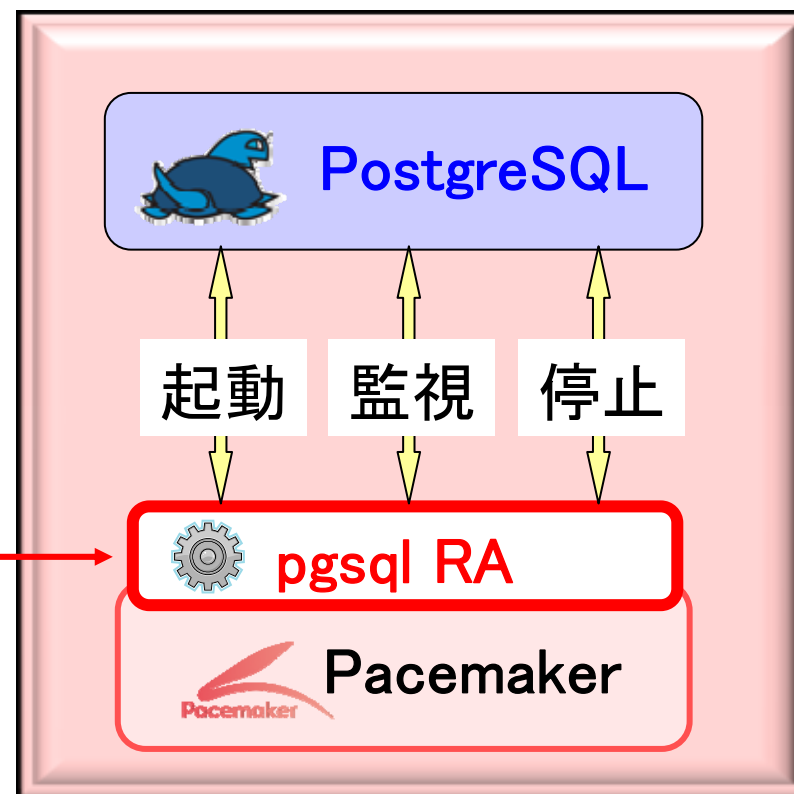 PostgreSQL
起動
監視
停止
pgsql RA
Pacemaker
Pacemaker